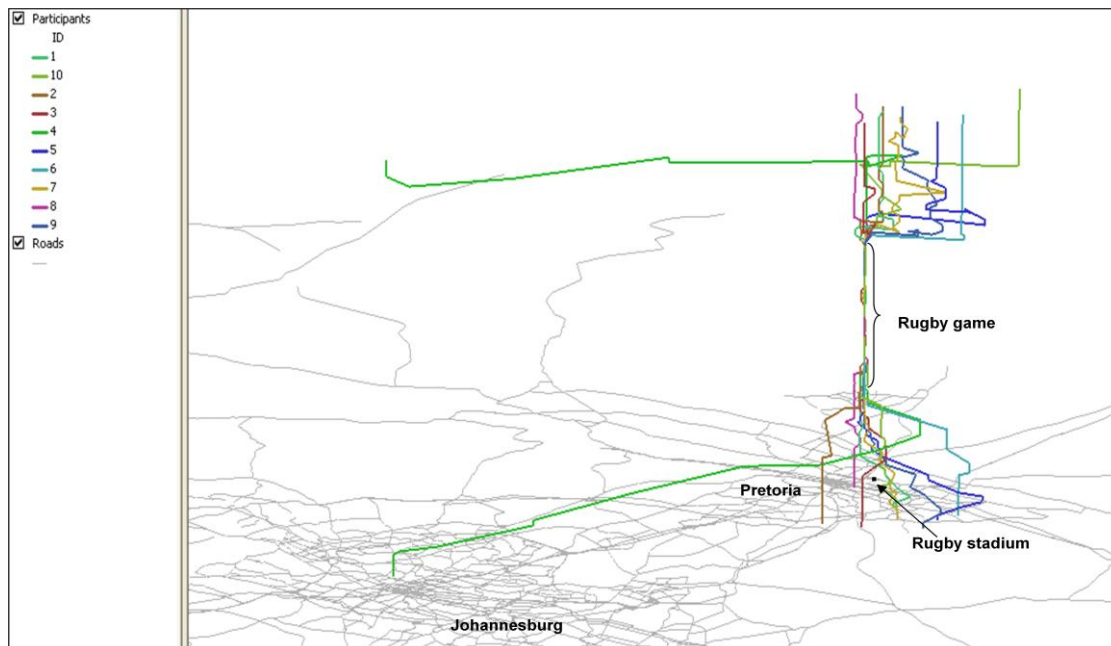 Participants
ID
1
10
2
3
4
5
6
7
8
9
Roads
Rugby game
Pretoria
Rugby stadium
Johannesburg